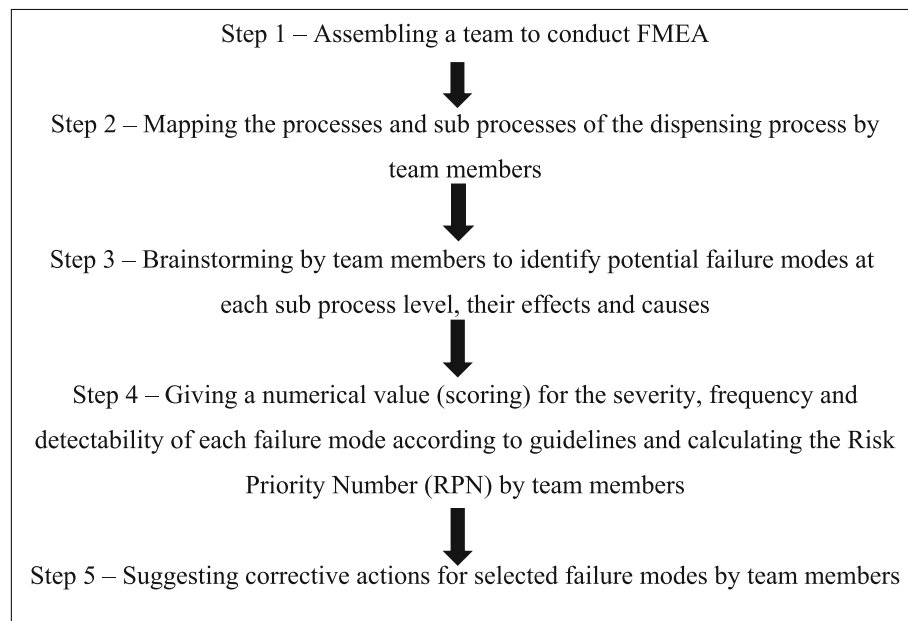 Step 1 – Assembling a team to conduct FMEA
Step 2 – Mapping the processes and sub processes of the dispensing process by
team members
Step 3 – Brainstorming by team members to identify potential failure modes at
each sub process level, their effects and causes
Step 4 – Giving a numerical value (scoring) for the severity, frequency and
detectability of each failure mode according to guidelines and calculating the Risk
Priority Number (RPN) by team members
Step 5 – Suggesting corrective actions for selected failure modes by team members